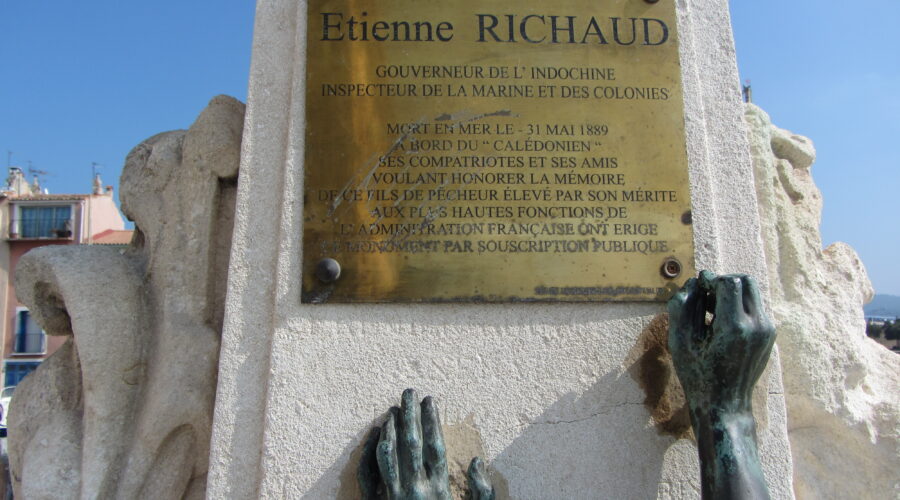 Etienne RICHAUD
GOUVERNEUR DE L' INDOCHINE
INSPECTEUR DE LA MARINE ET DES COLONIES
MORT EN MER LE - 31 MAI 1889
A BORD DU " CALÉDONIEN "
SES COMPATRIOTES ET SES AMIS
VOULANT HONORER LA MÉMOIRE
DE CE FILS DE PÊCHEUR ÉLEVÉ PAR SON MÉRITE
AUX PLUS HAUTES FONCTIONS DE
L' ADMINISTRATION FRANÇAISE ONT ERIGE
CE MONUMENT PAR SOUSCRIPTION PUBLIQUE